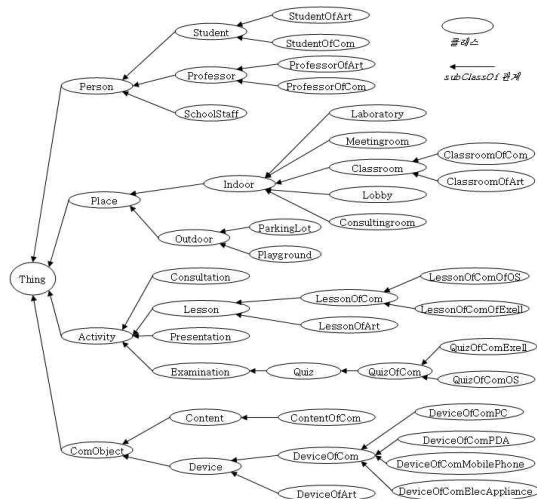 StudentOfArt
Student
StudentOfCom
클래스
ProfessorOfArt
Person
Professor
ProfessorOfCom
subClassOf 관계
SchoolStaff
Laboratory
Meetingroom
ClassroomOfCom
Classroom
Indoor
ClassroomOfArt
Place
Lobby
ParkingLot
Consultingroom
Outdoor
Playground
Thing
Consultation
LessonOfComOfOS
LessonOfCom
Lesson
LessonOfComOfExell
LessonOfArt
Activity
Presentation
QuizOfComExell
Examination
Quiz
QuizOfCom
QuizOfComOS
DeviceOfComPC
Content
ContentOfCom
DeviceOfComPDA
ComObject
DeviceOfCom
DeviceOfComMobilePhone
Device
DeviceOfComElecAppliance
DeviceOfArt